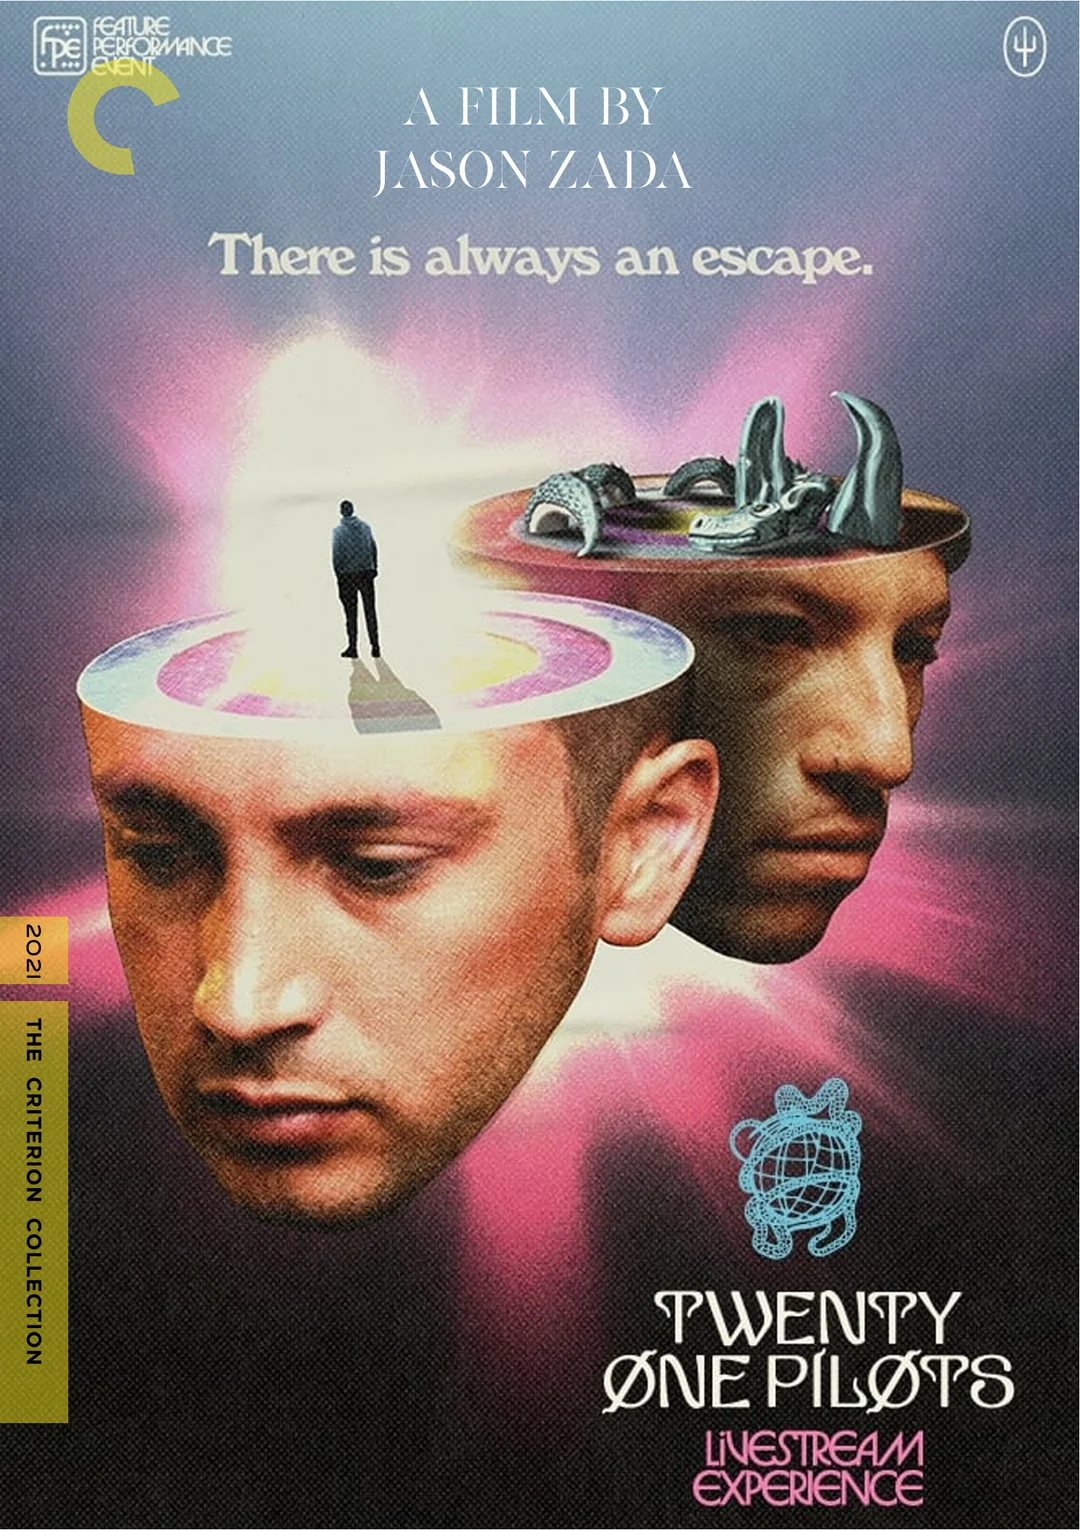 fpe
FEATURE
PERFORMANCE
EVENT
A FILM BY
JASON ZADA
There is always an escape.
2021
THE CRITERION COLLECTION
TWENTY
ØNE PILØTS
LiVESTREAM
EXPERIENCE